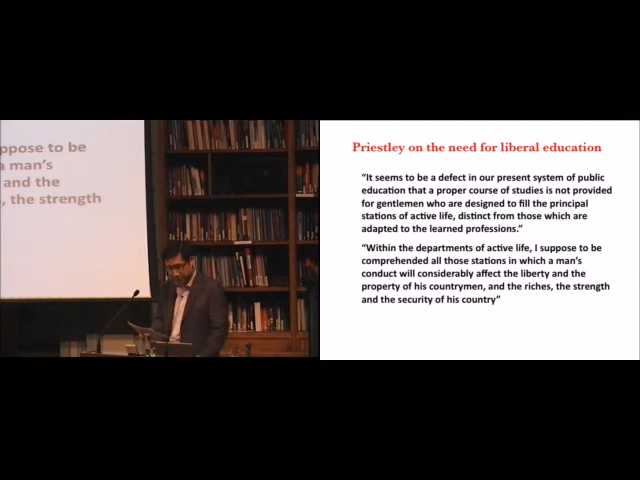 ppose to be
a man's
and the
, the strength
Priestley on the need for liberal education
“It seems to be a defect in our present system of public
education that a proper course of studies is not provided
for gentlemen who are designed to fill the principal
stations of active life, distinct from those which are
adapted to the learned professions.”
“Within the departments of active life, I suppose to be
comprehended all those stations in which a man’s
conduct will considerably affect the liberty and the
property of his countrymen, and the riches, the strength
and the security of his country”